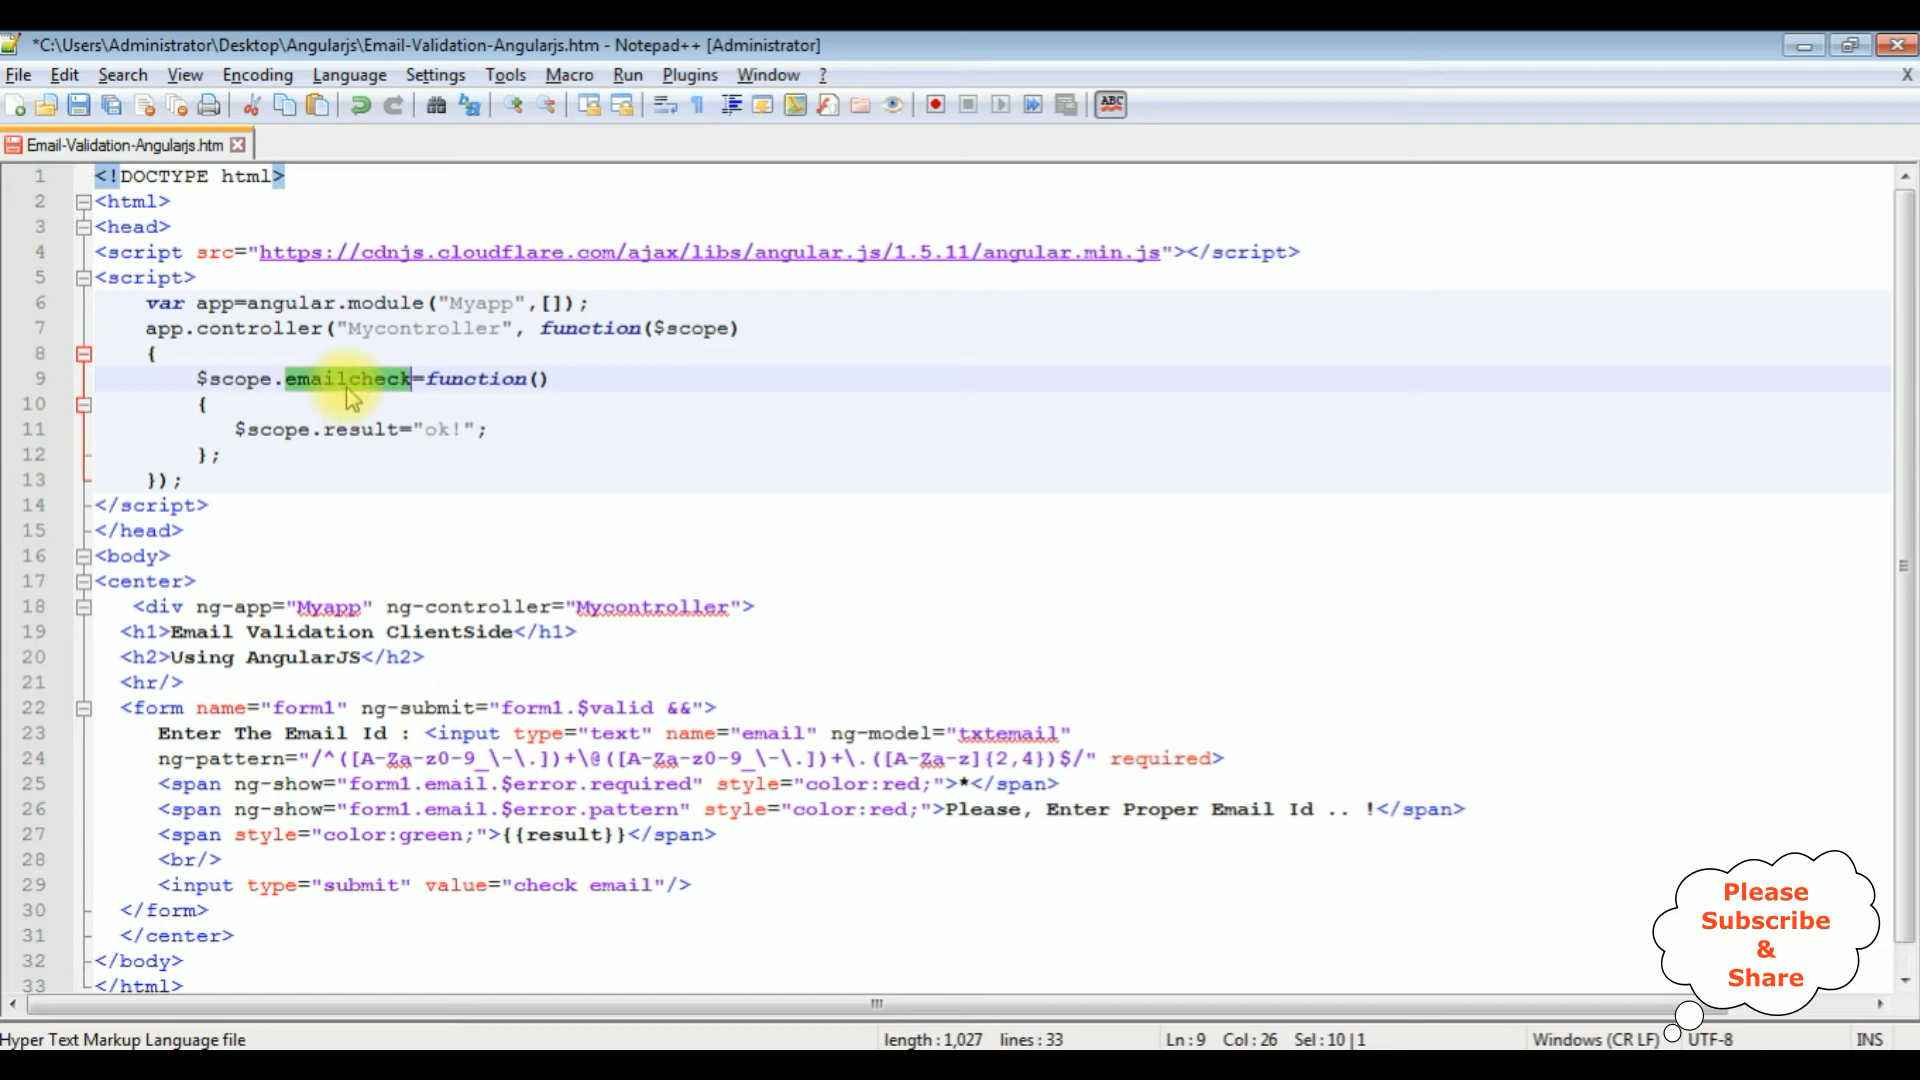 *C:\Users\Administrator\Desktop\Angularjs\Email-Validation-Angularjs.htm - Notepad++ [Administrator]
File Edit Search View Encoding Language Settings Tools Macro Run Plugins Window ? X
ABC
Email-Validation-Angularjs.htm
1 <!DOCTYPE html>
2 <html>
3 <head>
4 <script src="https://cdnjs.cloudflare.com/ajax/libs/angular.js/1.5.11/angular.min.js"></script>
5 <script>
6 var app=angular.module("Myapp",[]);
7 app.controller("Mycontroller", function($scope)
8 {
9 $scope.emailcheck=function()
10 {
11 $scope.result="ok!";
12 };
13 });
14 </script>
15 </head>
16 <body>
17 <center>
18 <div ng-app="Myapp" ng-controller="Mycontroller">
19 <h1>Email Validation ClientSide</h1>
20 <h2>Using AngularJS</h2>
21 <hr/>
22 <form name="form1" ng-submit="form1.$valid &&">
23 Enter The Email Id : <input type="text" name="email" ng-model="txtemail"
24 ng-pattern="/^([A-Za-z0-9_\-\.])+\@([A-Za-z0-9_\-\.])+\.([A-Za-z]{2,4})$/" required>
25 <span ng-show="form1.email.$error.required" style="color:red;">*</span>
26 <span ng-show="form1.email.$error.pattern" style="color:red;">Please, Enter Proper Email Id .. !</span>
27 <span style="color:green;">{{result}}</span>
28 <br/>
29 <input type="submit" value="check email"/>
30 </form>
31 </center>
32 </body>
33 </html>
Please
Subscribe
&
Share
Hyper Text Markup Language file length : 1,027 lines : 33 Ln : 9 Col : 26 Sel : 10 | 1 Windows (CR LF) UTF-8 INS